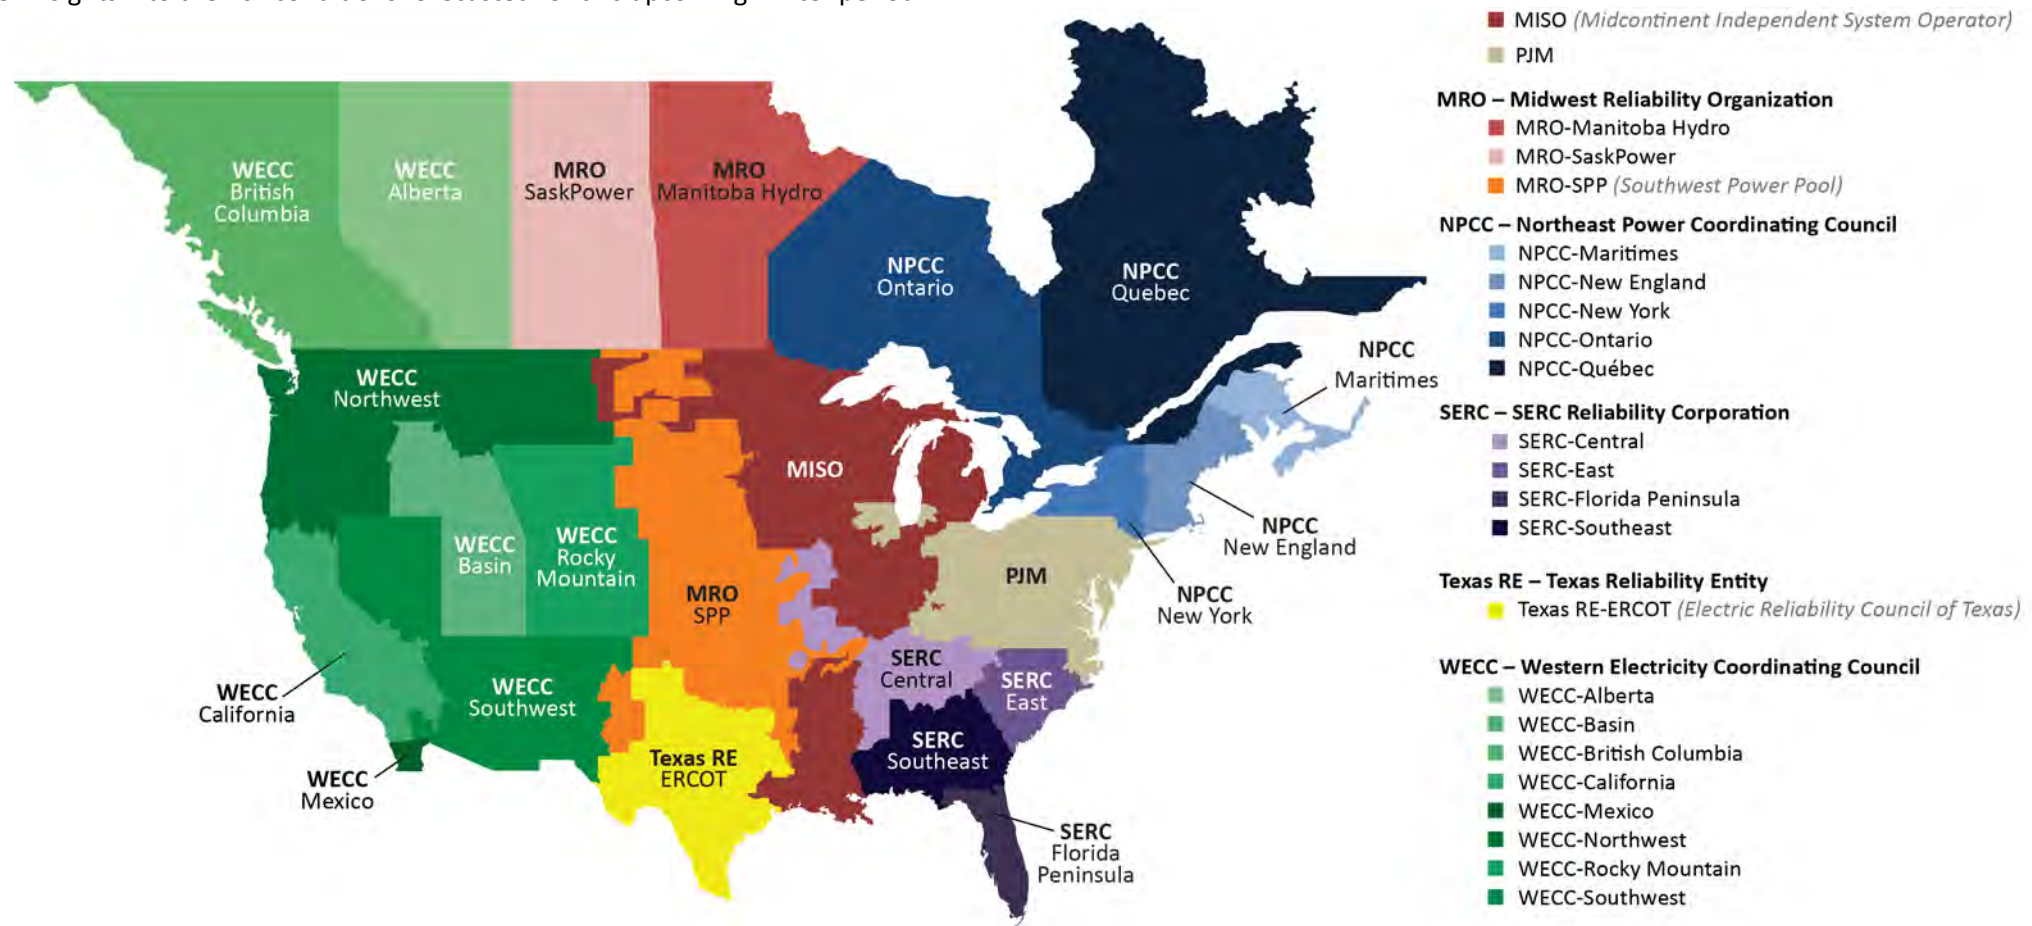 WECC
British
Columbia
WECC
Alberta
MRO
SaskPower
MRO
Manitoba Hydro
NPCC
Ontario
NPCC
Quebec
NPCC
Maritimes
WECC
Northwest
MISO
WECC
Basin
WECC
Rocky
Mountain
MRO
SPP
PJM
NPCC
New England
NPCC
New York
WECC
California
WECC
Southwest
SERC
Central
SERC
East
SERC
Southeast
Texas RE
ERCOT
WECC
Mexico
SERC
Florida
Peninsula
MISO (Midcontinent Independent System Operator)
PJM
MRO – Midwest Reliability Organization
MRO-Manitoba Hydro
MRO-SaskPower
MRO-SPP (Southwest Power Pool)
NPCC – Northeast Power Coordinating Council
NPCC-Maritimes
NPCC-New England
NPCC-New York
NPCC-Ontario
NPCC-Québec
SERC – SERC Reliability Corporation
SERC-Central
SERC-East
SERC-Florida Peninsula
SERC-Southeast
Texas RE – Texas Reliability Entity
Texas RE-ERCOT (Electric Reliability Council of Texas)
WECC – Western Electricity Coordinating Council
WECC-Alberta
WECC-Basin
WECC-British Columbia
WECC-California
WECC-Mexico
WECC-Northwest
WECC-Rocky Mountain
WECC-Southwest